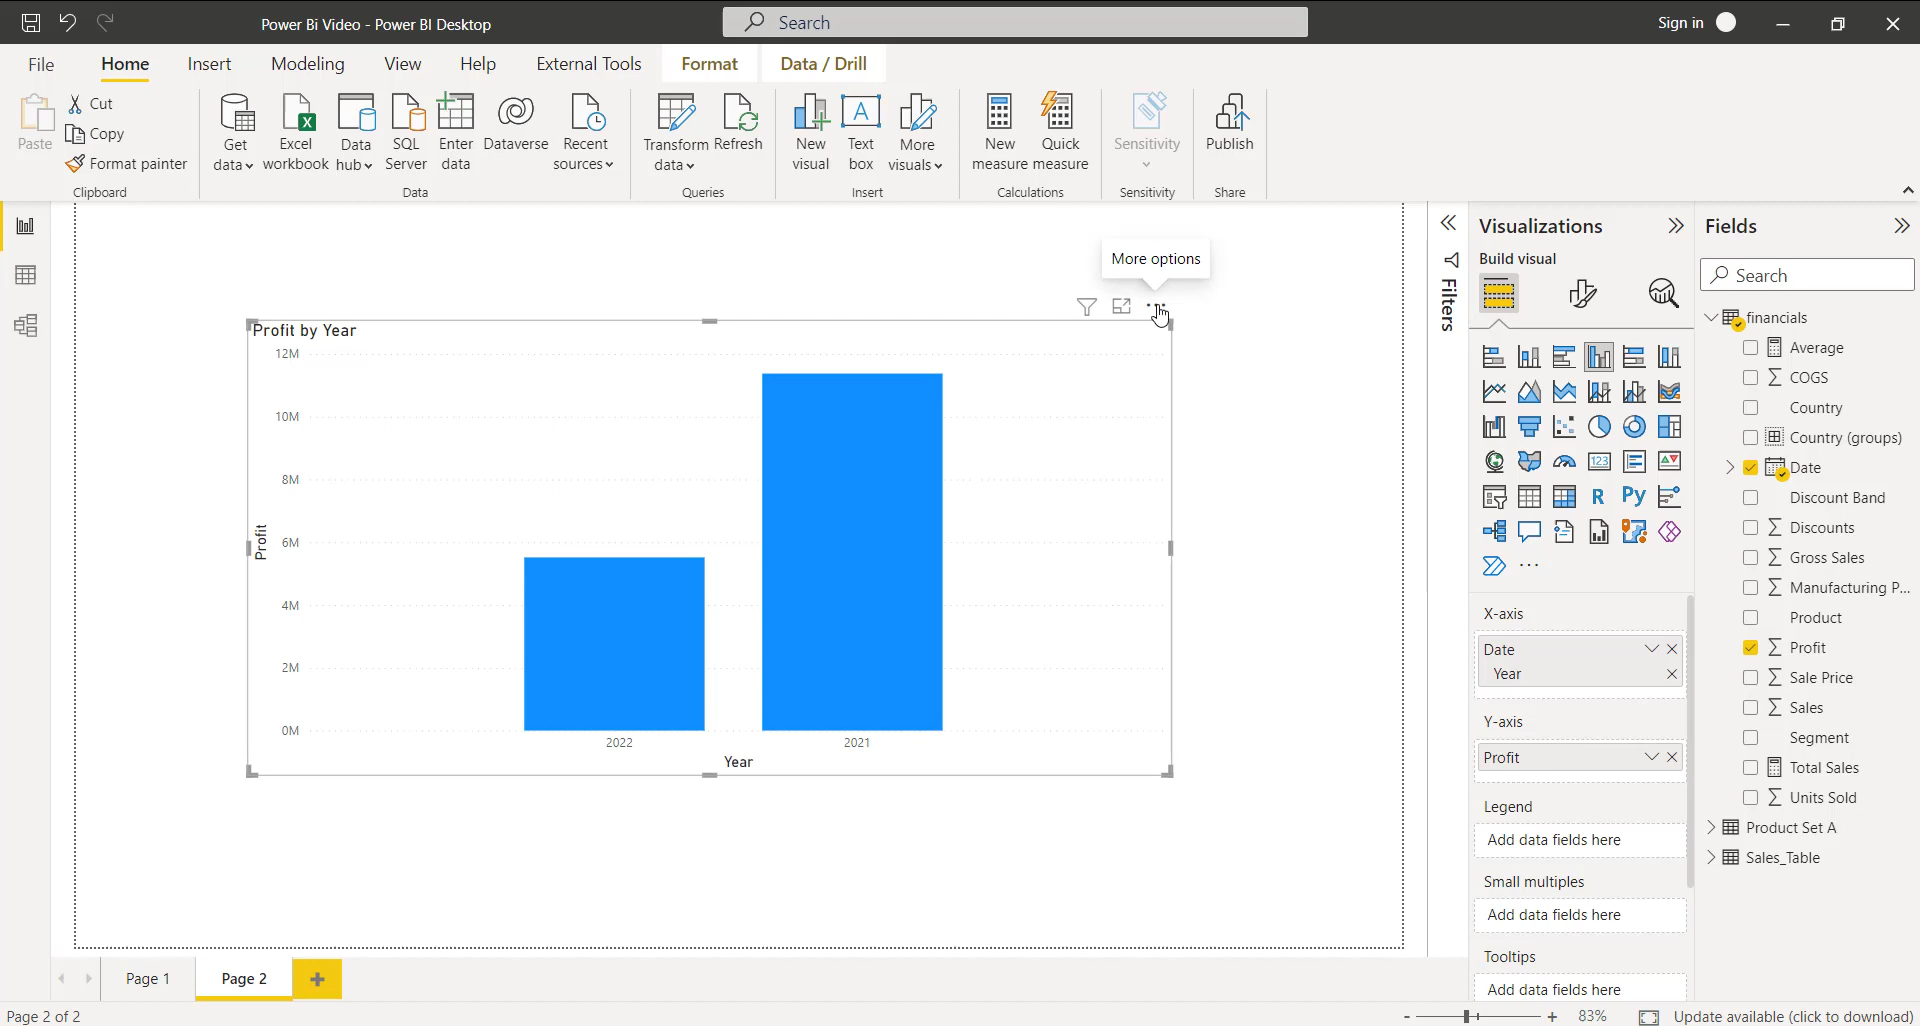 Power Bi Video - Power BI Desktop
Search
Sign in
File
Home
Insert
Modeling
View
Help
External Tools
Format
Data / Drill
Paste
Cut
Copy
Format painter
Clipboard
Get data
Excel workbook
Data hub
SQL Server
Enter data
Dataverse
Recent sources
Data
Transform data
Refresh
Queries
New visual
Text box
More visuals
Insert
New measure
Quick measure
Calculations
Sensitivity
Sensitivity
Publish
Share
More options
Profit by Year
12M
10M
8M
6M
4M
2M
0M
Profit
2022
2021
Year
Filters
Visualizations
Build visual
123
R
Py
X-axis
Date
Year
Y-axis
Profit
Legend
Add data fields here
Small multiples
Add data fields here
Tooltips
Add data fields here
Fields
Search
financials
Average
COGS
Country
Country (groups)
Date
Discount Band
Discounts
Gross Sales
Manufacturing P...
Product
Profit
Sale Price
Sales
Segment
Total Sales
Units Sold
Product Set A
Sales_Table
Page 1
Page 2
Page 2 of 2
- + 83%
Update available (click to download)